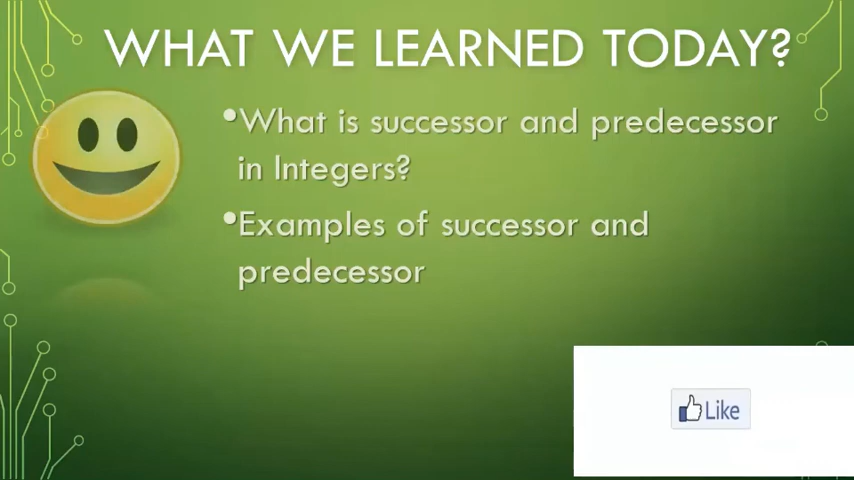 WHAT WE LEARNED TODAY?
•What is successor and predecessor
in Integers?
•Examples of successor and
predecessor
Like